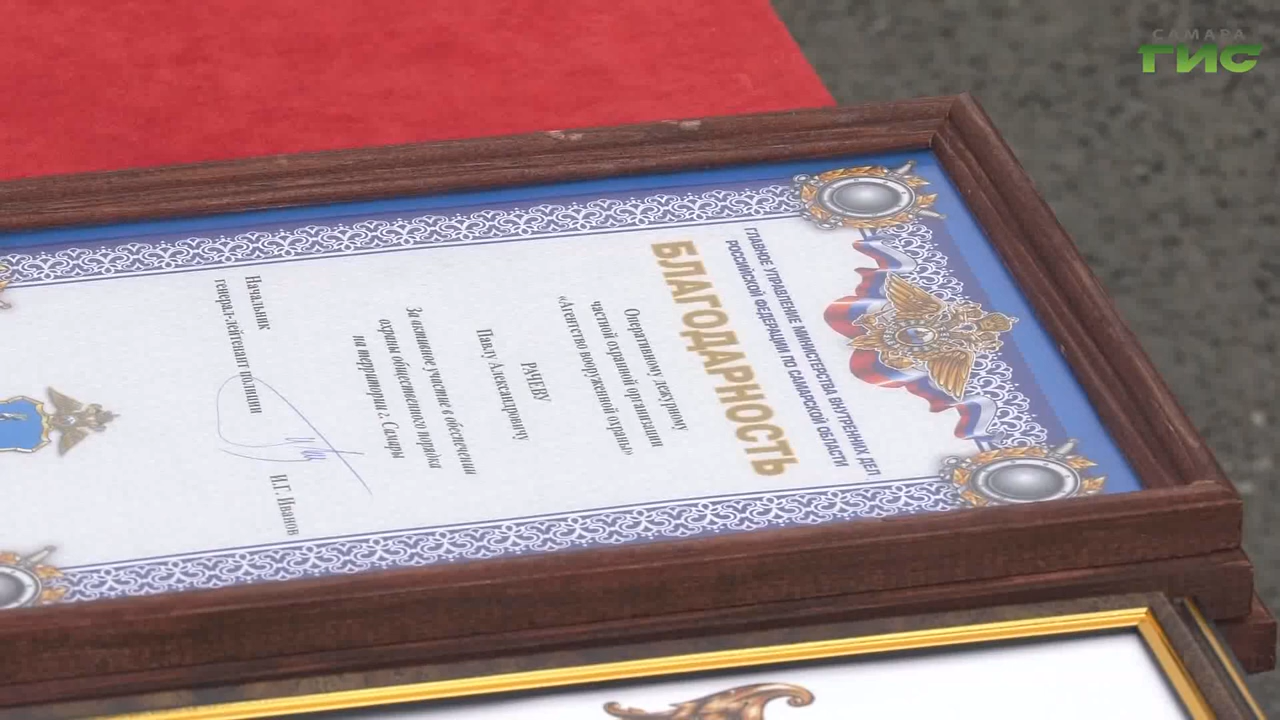 САМАРА
ГИС
ГЛАВНОЕ УПРАВЛЕНИЕ МИНИСТЕРСТВА ВНУТРЕННИХ ДЕЛ
РОССИЙСКОЙ ФЕДЕРАЦИИ ПО САМАРСКОЙ ОБЛАСТИ
БЛАГОДАРНОСТЬ
Оперативному дежурному
частной охранной организации
«Агентство вооруженной охраны»
РАЧЕВУ
Павлу Александровичу
За активное участие в обеспечении
охраны общественного порядка
на территории г. Самары
Начальник
генерал-лейтенант полиции
И.Г. Иванов